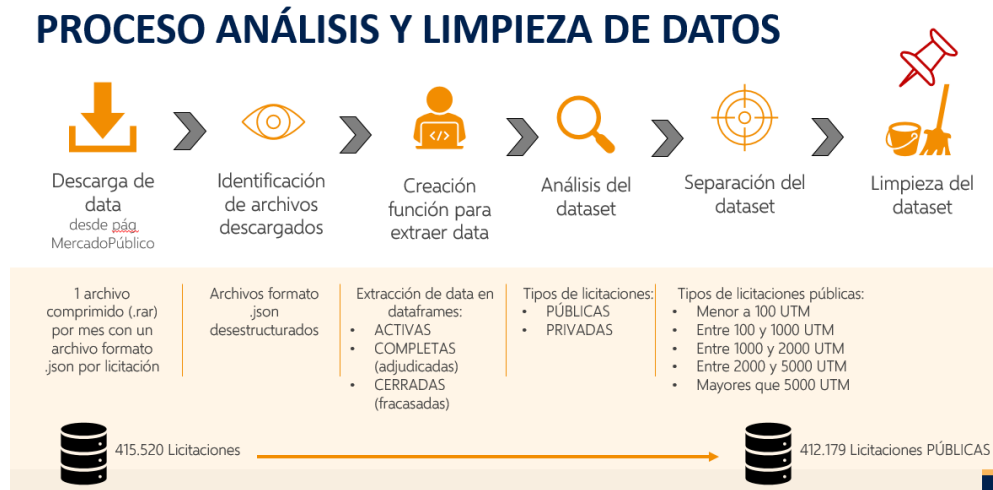 PROCESO ANÁLISIS Y LIMPIEZA DE DATOS
</>
Descarga de
data
desde pág
MercadoPúblico
Identificación
de archivos
descargados
Creación
función para
extraer data
Análisis del
dataset
Separación del
dataset
Limpieza del
dataset
1 archivo
comprimido (.rar)
por mes con un
archivo formato
.json por licitación
Archivos formato
.json
desestructurados
Extracción de data en
dataframes:
• ACTIVAS
• COMPLETAS
(adjudicadas)
• CERRADAS
(fracasadas)
Tipos de licitaciones:
• PÚBLICAS
• PRIVADAS
Tipos de licitaciones públicas:
• Menor a 100 UTM
• Entre 100 y 1000 UTM
• Entre 1000 y 2000 UTM
• Entre 2000 y 5000 UTM
• Mayores que 5000 UTM
415.520 Licitaciones
412.179 Licitaciones PÚBLICAS